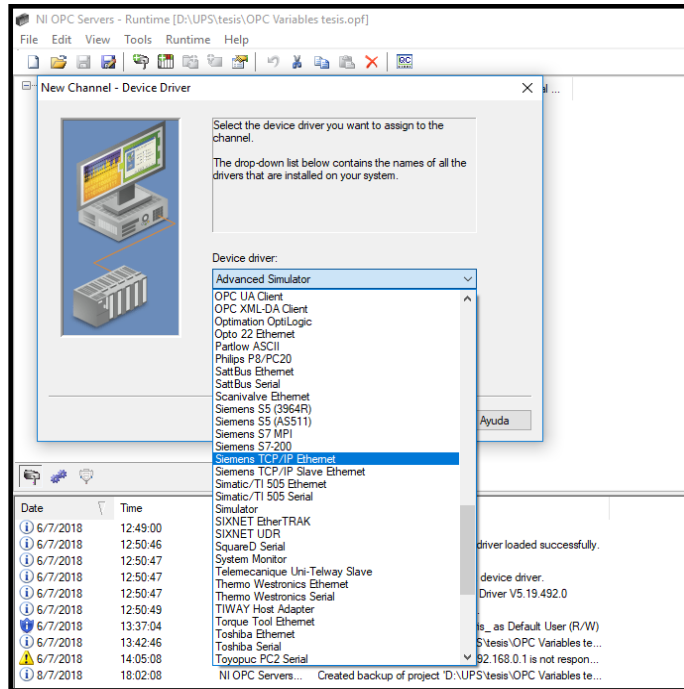 NI OPC Servers - Runtime [D:\UPS\tesis\OPC Variables tesis.opf]
File Edit View Tools Runtime Help
New Channel - Device Driver
al ...
Select the device driver you want to assign to the
channel.
The drop-down list below contains the names of all the
drivers that are installed on your system.
Device driver:
Advanced Simulator
OPC UA Client
OPC XML-DA Client
Optimation OptiLogic
Opto 22 Ethernet
Partlow ASCII
Philips P8/PC20
SattBus Ethernet
SattBus Serial
Scanivalve Ethernet
Siemens S5 (3964R)
Siemens S5 (AS511)
Siemens S7 MPI
Siemens S7-200
Siemens TCP/IP Ethernet
Siemens TCP/IP Slave Ethernet
Simatic/TI 505 Ethernet
Simatic/TI 505 Serial
Simulator
SIXNET EtherTRAK
SIXNET UDR
SquareD Serial
System Monitor
Telemecanique Uni-Telway Slave
Thermo Westronics Ethernet
Thermo Westronics Serial
TIWAY Host Adapter
Torque Tool Ethernet
Toshiba Ethernet
Toshiba Serial
Toyopuc PC2 Serial
Ayuda
Date Time
6/7/2018 12:49:00
6/7/2018 12:50:46 driver loaded successfully.
6/7/2018 12:50:47
6/7/2018 12:50:47 device driver.
6/7/2018 12:50:47 Driver V5.19.492.0
6/7/2018 12:50:49
6/7/2018 13:37:04 is_ as Default User (R/W)
6/7/2018 13:42:46 S\tesis\OPC Variables te...
6/7/2018 14:05:08 92.168.0.1 is not respon...
8/7/2018 18:02:08 NI OPC Servers... Created backup of project 'D:\UPS\tesis\OPC Variables te...